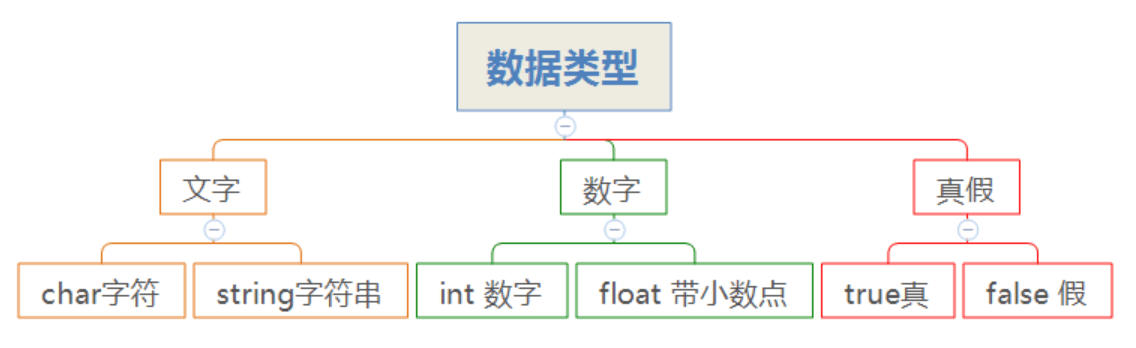 数据类型
文字
数字
真假
char字符
string字符串
int 数字
float 带小数点
true真
false 假